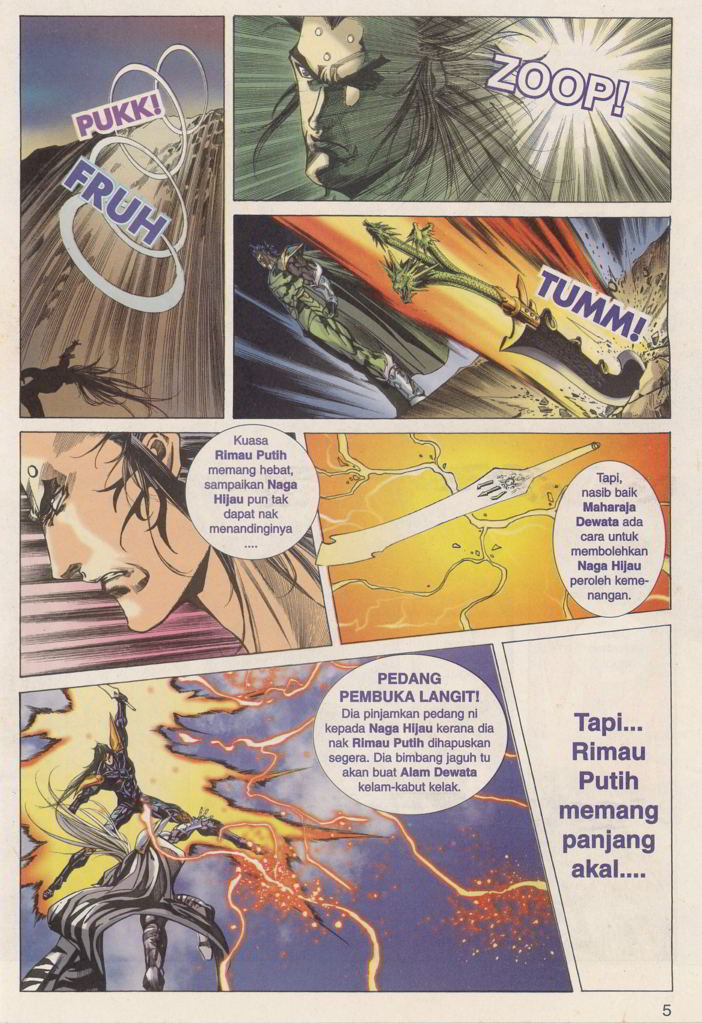 PUKK!
FRUH
ZOOP!
TUMM!
Kuasa
Rimau Putih
memang hebat,
sampaikan Naga
Hijau pun tak
dapat nak
menandinginya
....
Tapi,
nasib baik
Maharaja
Dewata ada
cara untuk
membolehkan
Naga Hijau
peroleh keme-
nangan.
PEDANG
PEMBUKA LANGIT!
Dia pinjamkan pedang ni
kepada Naga Hijau kerana dia
nak Rimau Putih dihapuskan
segera. Dia bimbang jaguh tu
akan buat Alam Dewata
kelam-kabut kelak.
Tapi...
Rimau
Putih
memang
panjang
akal....
5